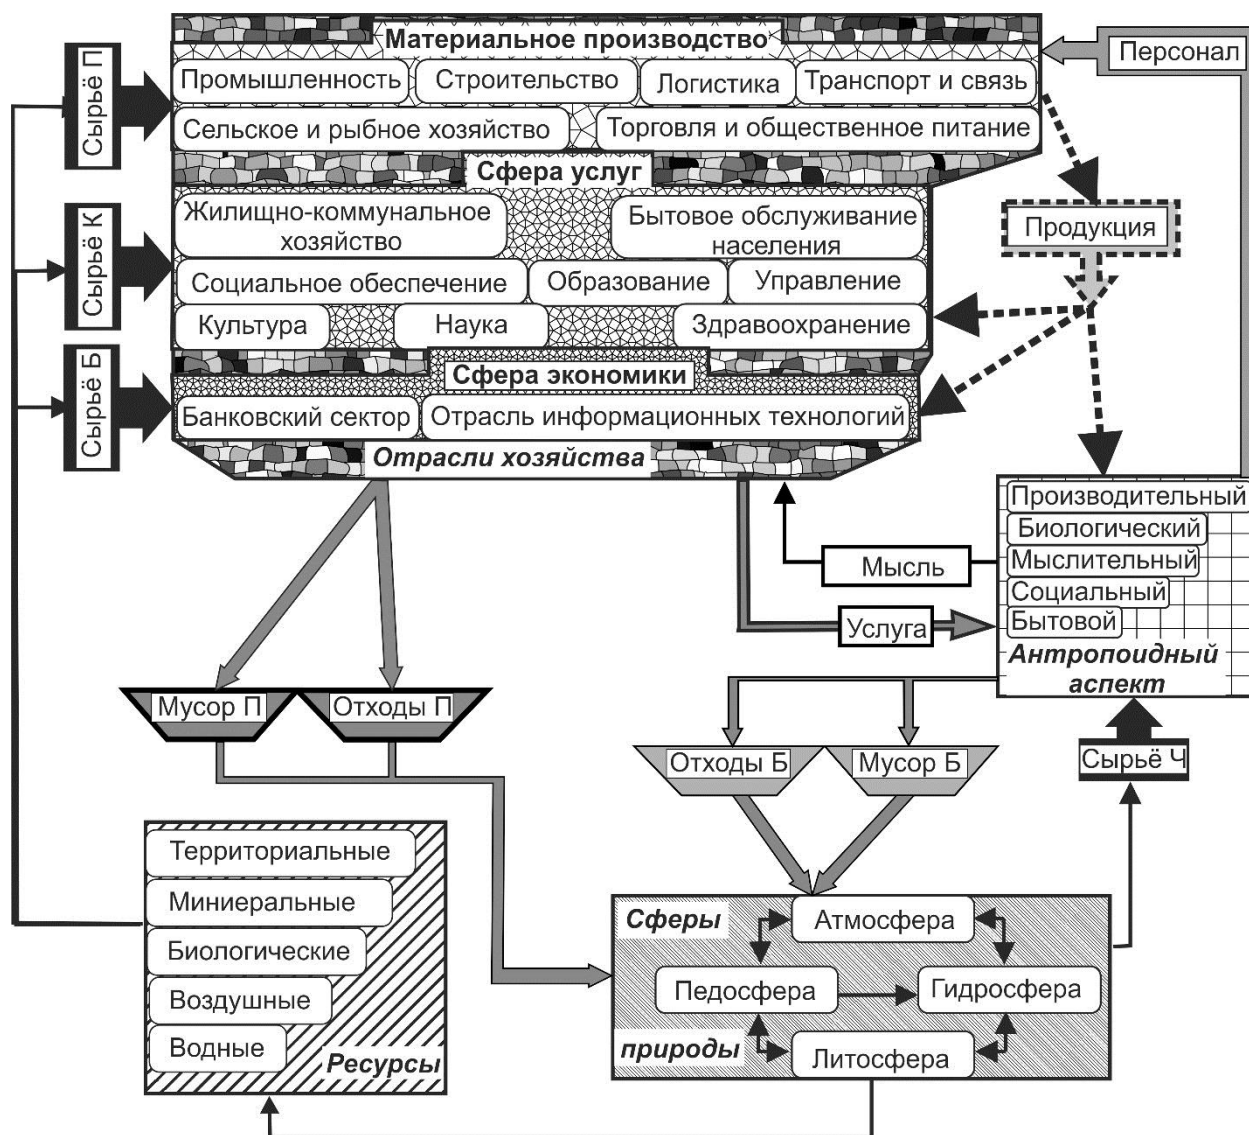 Материальное производство
Персонал
Сырьё П
Промышленность
Строительство
Логистика
Транспорт и связь
Сельское и рыбное хозяйство
Торговля и общественное питание
Сфера услуг
Сырьё К
Жилищно-коммунальное
хозяйство
Бытовое обслуживание
населения
Продукция
Социальное обеспечение
Образование
Управление
Культура
Наука
Здравоохранение
Сырьё Б
Сфера экономики
Банковский сектор
Отрасль информационных технологий
Отрасли хозяйства
Производительный
Биологический
Мыслительный
Социальный
Бытовой
Антропоидный
аспект
Мысль
Услуга
Мусор П
Отходы П
Отходы Б
Мусор Б
Сырьё Ч
Территориальные
Миниеральные
Биологические
Воздушные
Водные
Ресурсы
Сферы
Атмосфера
Педосфера
Гидросфера
природы
Литосфера